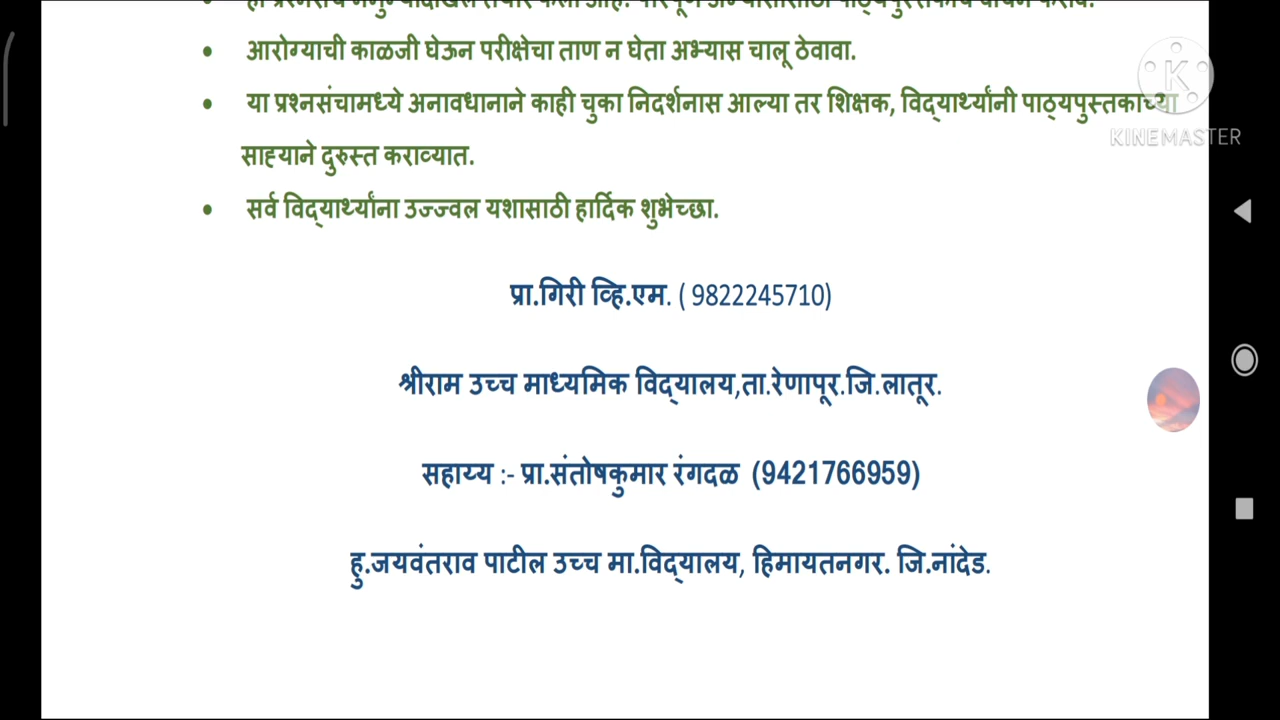 • आरोग्याची काळजी घेऊन परीक्षेचा ताण न घेता अभ्यास चालू ठेवावा.
• या प्रश्नसंचामध्ये अनावधानाने काही चुका निदर्शनास आल्या तर शिक्षक, विद्यार्थ्यांनी पाठ्यपुस्तकाच्या
साह्याने दुरुस्त कराव्यात.
• सर्व विद्यार्थ्यांना उज्ज्वल यशासाठी हार्दिक शुभेच्छा.
K
KINEMASTER
प्रा.गिरी व्हि.एम. ( 9822245710)
श्रीराम उच्च माध्यमिक विद्यालय,ता.रेणापूर.जि.लातूर.
सहाय्य :- प्रा.संतोषकुमार रंगदळ (9421766959)
हु.जयवंतराव पाटील उच्च मा.विद्यालय, हिमायतनगर. जि.नांदेड.